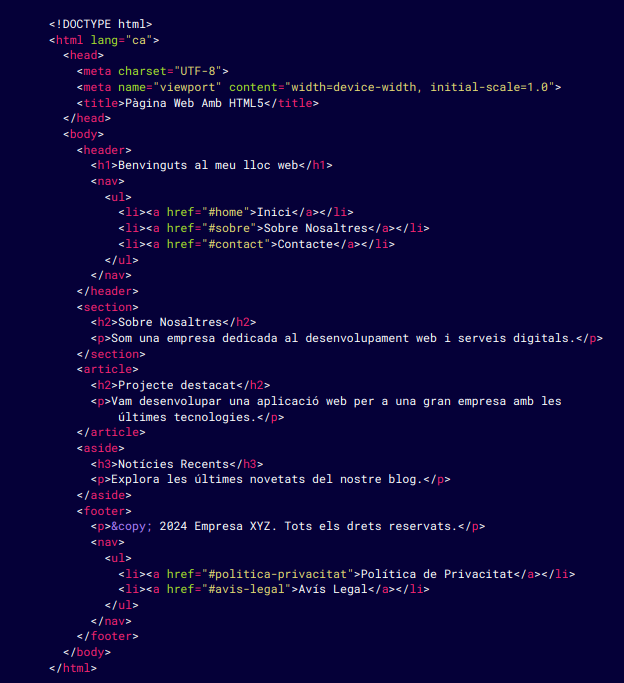 <!DOCTYPE html>
<html lang="ca">
<head>
<meta charset="UTF-8">
<meta name="viewport" content="width=device-width, initial-scale=1.0">
<title>Pàgina Web Amb HTML5</title>
</head>
<body>
<header>
<h1>Benvinguts al meu lloc web</h1>
<nav>
<ul>
<li><a href="#home">Inici</a></li>
<li><a href="#sobre">Sobre Nosaltres</a></li>
<li><a href="#contact">Contacte</a></li>
</ul>
</nav>
</header>
<section>
<h2>Sobre Nosaltres</h2>
<p>Som una empresa dedicada al desenvolupament web i serveis digitals.</p>
</section>
<article>
<h2>Projecte destacat</h2>
<p>Vam desenvolupar una aplicació web per a una gran empresa amb les
últimes tecnologies.</p>
</article>
<aside>
<h3>Notícies Recents</h3>
<p>Explora les últimes novetats del nostre blog.</p>
</aside>
<footer>
<p>&copy; 2024 Empresa XYZ. Tots els drets reservats.</p>
<nav>
<ul>
<li><a href="#politica-privacitat">Política de Privacitat</a></li>
<li><a href="#avis-legal">Avís Legal</a></li>
</ul>
</nav>
</footer>
</body>
</html>